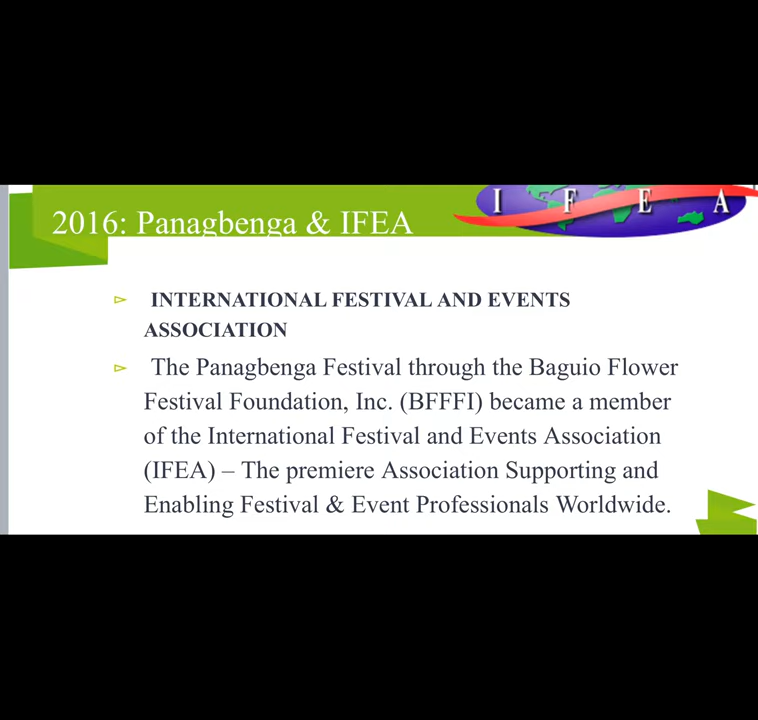 2016: Panagbenga & IFEA
I F E A
INTERNATIONAL FESTIVAL AND EVENTS
ASSOCIATION
The Panagbenga Festival through the Baguio Flower
Festival Foundation, Inc. (BFFFI) became a member
of the International Festival and Events Association
(IFEA) – The premiere Association Supporting and
Enabling Festival & Event Professionals Worldwide.